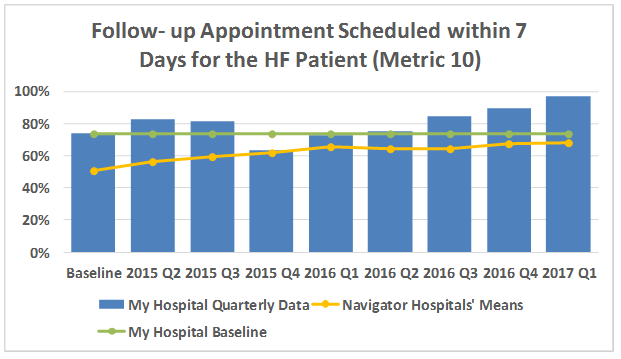 Follow- up Appointment Scheduled within 7
Days for the HF Patient (Metric 10)
100%
80%
60%
40%
20%
0%
Baseline 2015 Q2 2015 Q3 2015 Q4 2016 Q1 2016 Q2 2016 Q3 2016 Q4 2017 Q1
My Hospital Quarterly Data Navigator Hospitals' Means
My Hospital Baseline